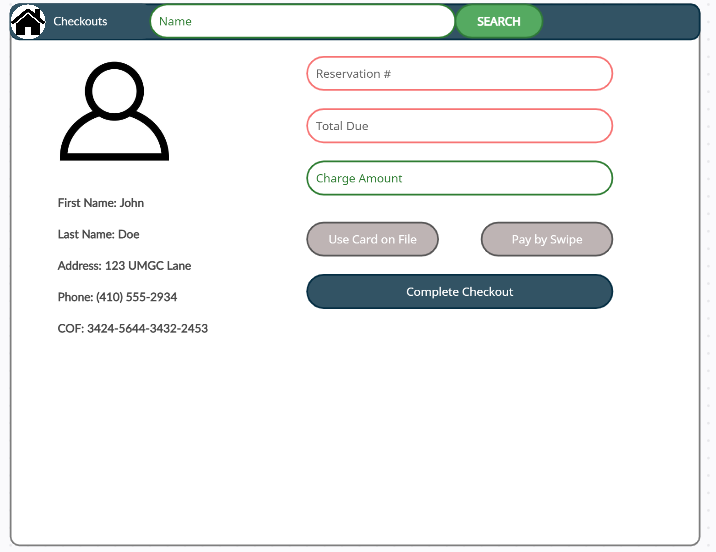 Checkouts
Name
SEARCH
Reservation #
Total Due
Charge Amount
Use Card on File
Pay by Swipe
Complete Checkout
First Name: John
Last Name: Doe
Address: 123 UMGC Lane
Phone: (410) 555-2934
COF: 3424-5644-3432-2453